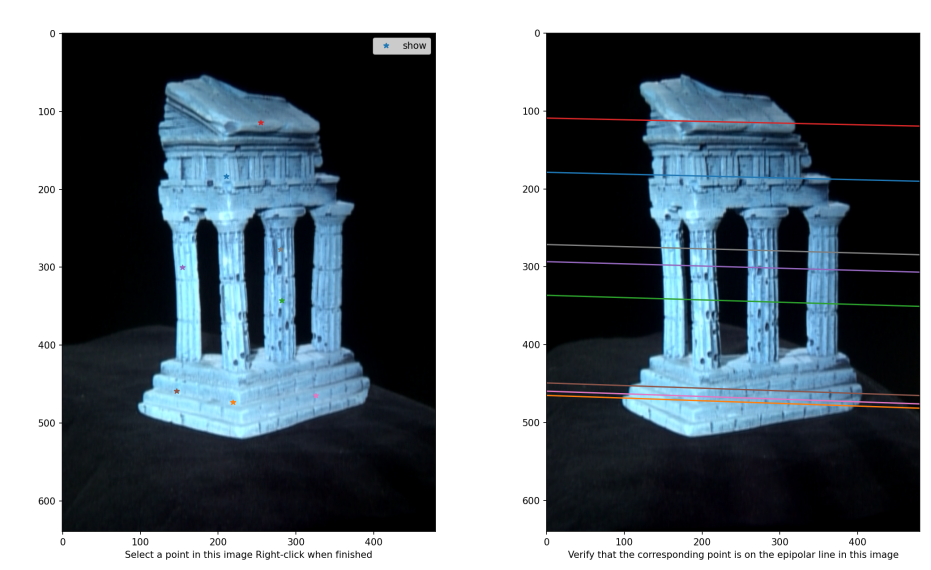 show
0
100
200
300
400
500
600
0 100 200 300 400
Select a point in this image Right-click when finished
0
100
200
300
400
500
600
0 100 200 300 400
Verify that the corresponding point is on the epipolar line in this image